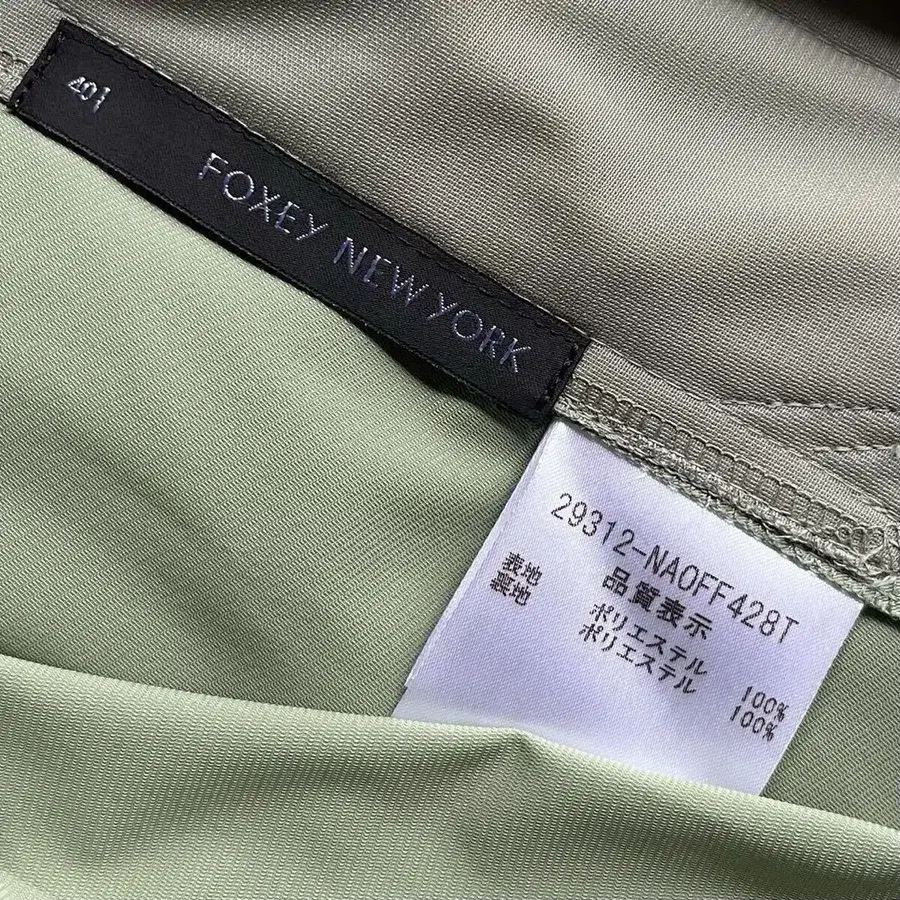 40
FOXEY NEW YORK
29312-NA0FF428T
品質表示
表地 ポリエステル 100%
裏地 ポリエステル 100%